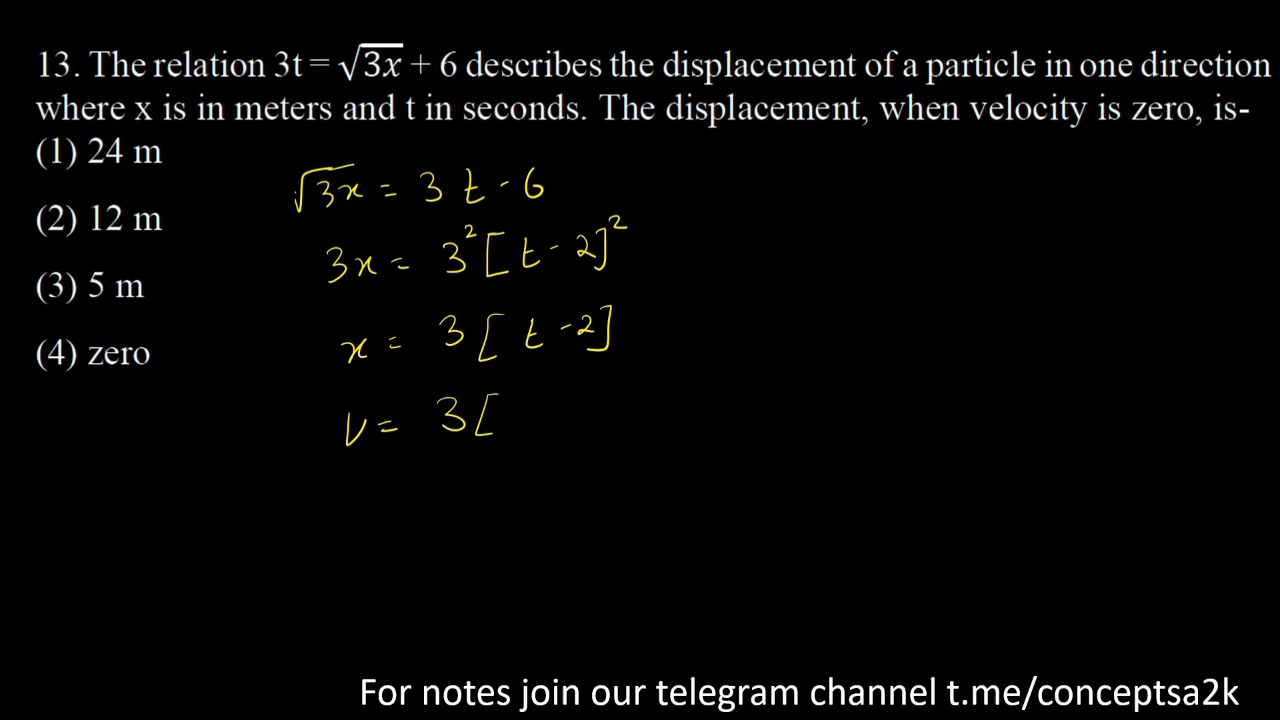 13. The relation 3t = √3x + 6 describes the displacement of a particle in one direction
where x is in meters and t in seconds. The displacement, when velocity is zero, is-
(1) 24 m
√3x = 3 t - 6
(2) 12 m
3x = 3² [t - 2]²
(3) 5 m
x = 3 [t - 2]
(4) zero
v = 3 [
For notes join our telegram channel t.me/conceptsa2k